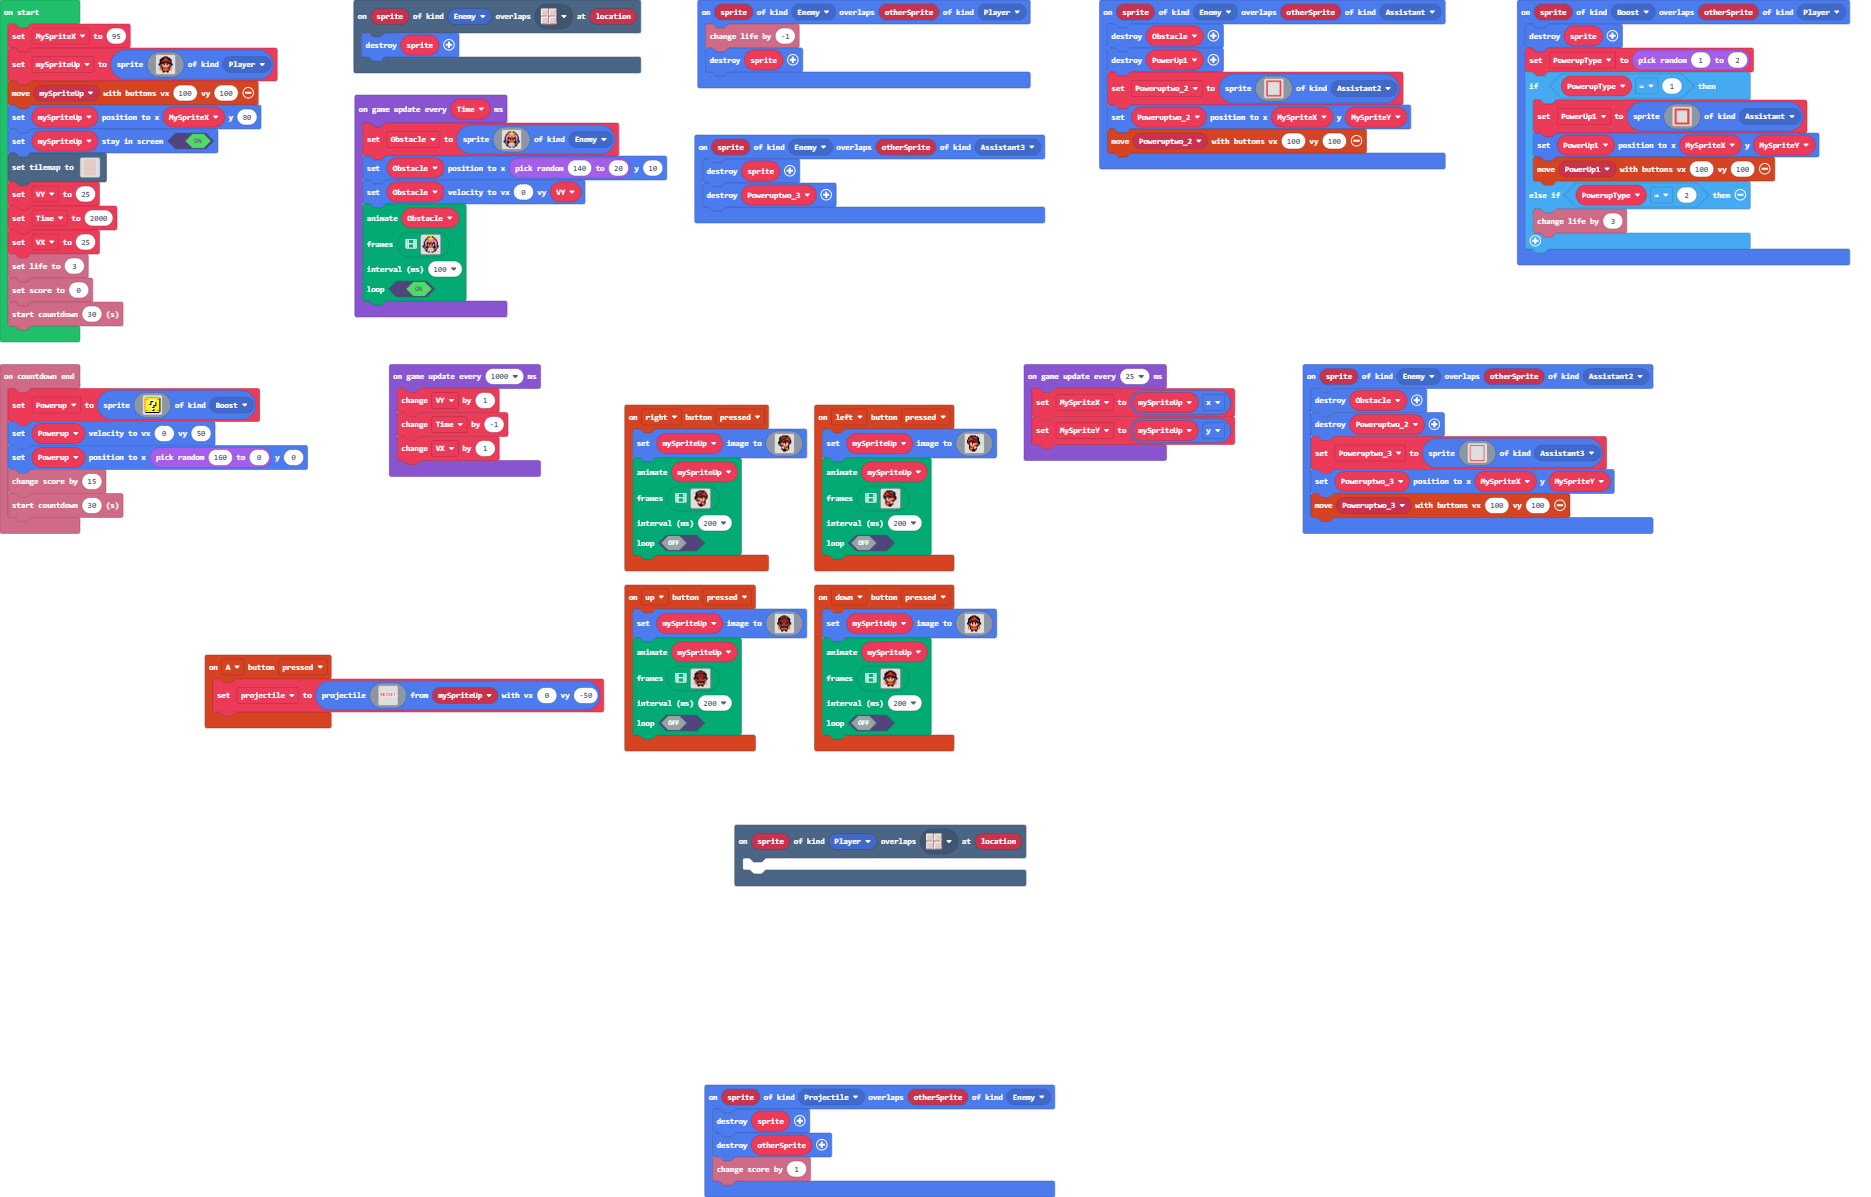 on start
set MySpriteX to 95
set mySpriteUp to sprite of kind Player
move mySpriteUp with buttons vx 100 vy 100
set mySpriteUp position to x MySpriteX y 80
set mySpriteUp stay in screen ON
set tilemap to
set VY to 25
set Time to 2000
set VX to 25
set life to 3
set score to 0
start countdown 30 (s)
on sprite of kind Enemy overlaps at location
destroy sprite
on game update every Time ms
set Obstacle to sprite of kind Enemy
set Obstacle position to x pick random 140 to 20 y 10
set Obstacle velocity to vx 0 vy VY
animate Obstacle
frames
interval (ms) 100
loop ON
on sprite of kind Enemy overlaps otherSprite of kind Player
change life by -1
destroy sprite
on sprite of kind Enemy overlaps otherSprite of kind Assistant3
destroy sprite
destroy Poweruptwo_3
on sprite of kind Enemy overlaps otherSprite of kind Assistant
destroy Obstacle
destroy PowerUp1
set Poweruptwo_2 to sprite of kind Assistant2
set Poweruptwo_2 position to x MySpriteX y MySpriteY
move Poweruptwo_2 with buttons vx 100 vy 100
on sprite of kind Boost overlaps otherSprite of kind Player
destroy sprite
set PowerupType to pick random 1 to 2
if PowerupType = 1 then
set PowerUp1 to sprite of kind Assistant
set PowerUp1 position to x MySpriteX y MySpriteY
move PowerUp1 with buttons vx 100 vy 100
else if PowerupType = 2 then
change life by 3
on countdown end
set Powerup to sprite of kind Boost
set Powerup velocity to vx 0 vy 50
set Powerup position to x pick random 160 to 0 y 0
change score by 15
start countdown 30 (s)
on game update every 1000 ms
change VY by 1
change Time by -1
change VX by 1
on right button pressed
set mySpriteUp image to
animate mySpriteUp
frames
interval (ms) 200
loop OFF
on left button pressed
set mySpriteUp image to
animate mySpriteUp
frames
interval (ms) 200
loop OFF
on game update every 25 ms
set MySpriteX to mySpriteUp x
set MySpriteY to mySpriteUp y
on sprite of kind Enemy overlaps otherSprite of kind Assistant2
destroy Obstacle
destroy Poweruptwo_2
set Poweruptwo_3 to sprite of kind Assistant3
set Poweruptwo_3 position to x MySpriteX y MySpriteY
move Poweruptwo_3 with buttons vx 100 vy 100
on up button pressed
set mySpriteUp image to
animate mySpriteUp
frames
interval (ms) 200
loop OFF
on down button pressed
set mySpriteUp image to
animate mySpriteUp
frames
interval (ms) 200
loop OFF
on A button pressed
set projectile to projectile from mySpriteUp with vx 0 vy -50
on sprite of kind Player overlaps at location
on sprite of kind Projectile overlaps otherSprite of kind Enemy
destroy sprite
destroy otherSprite
change score by 1